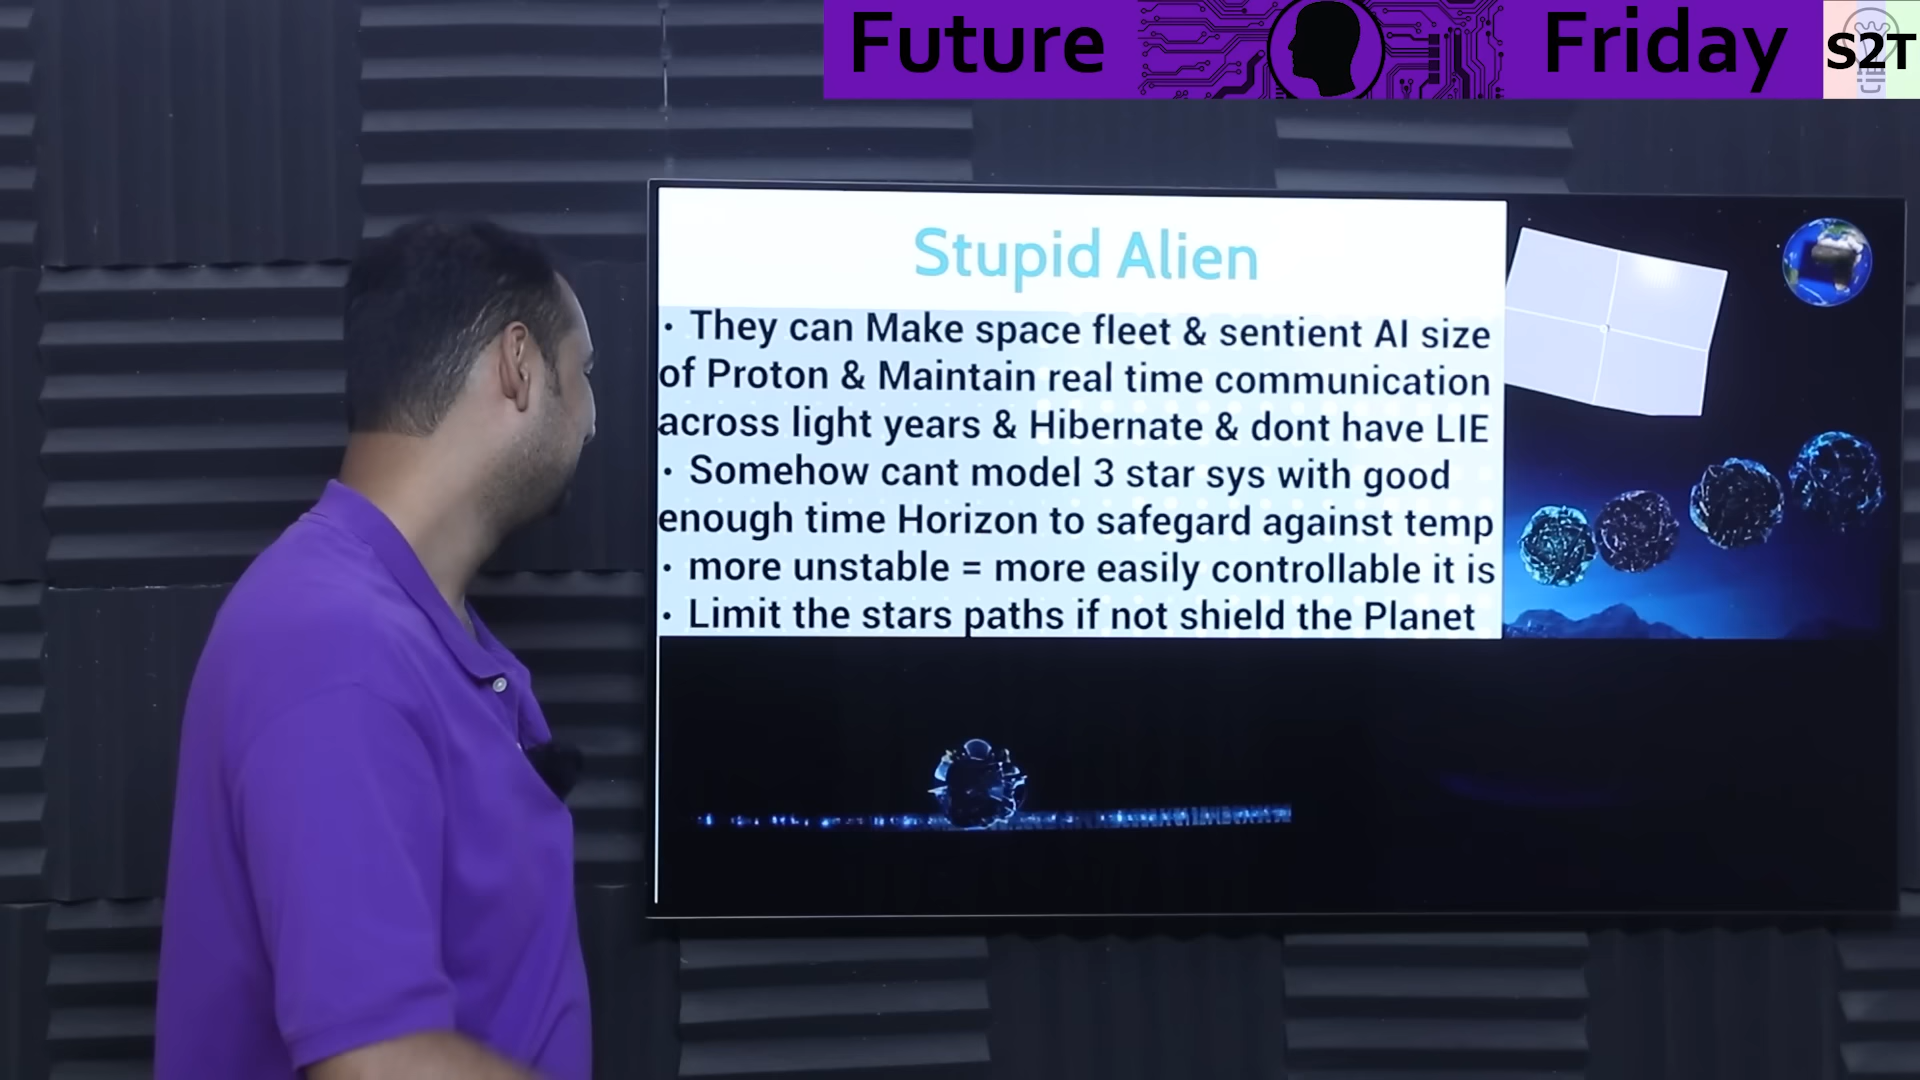 Future Friday S2T
Stupid Alien
• They can Make space fleet & sentient AI size
of Proton & Maintain real time communication
across light years & Hibernate & dont have LIE
• Somehow cant model 3 star sys with good
enough time Horizon to safegard against temp
• more unstable = more easily controllable it is
• Limit the stars paths if not shield the Planet